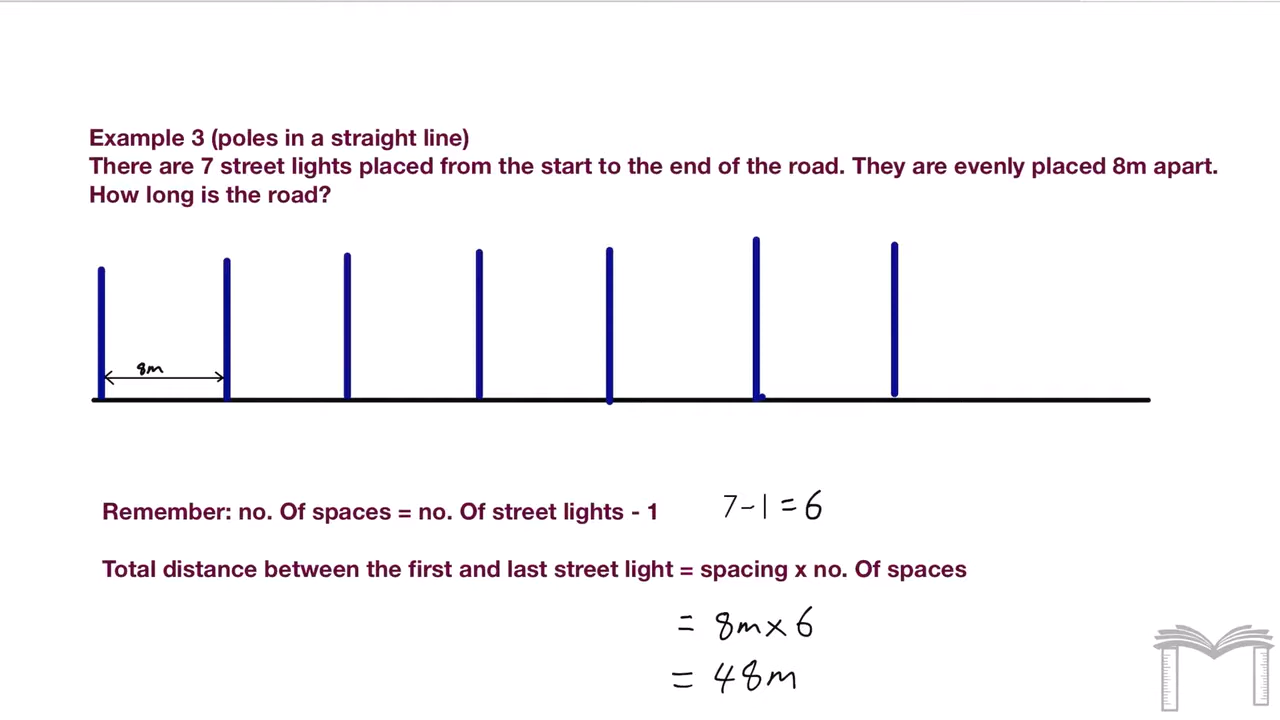 Example 3 (poles in a straight line)
There are 7 street lights placed from the start to the end of the road. They are evenly placed 8m apart.
How long is the road?
8m
Remember: no. Of spaces = no. Of street lights - 1 7-1=6
Total distance between the first and last street light = spacing x no. Of spaces
= 8m x 6
= 48m